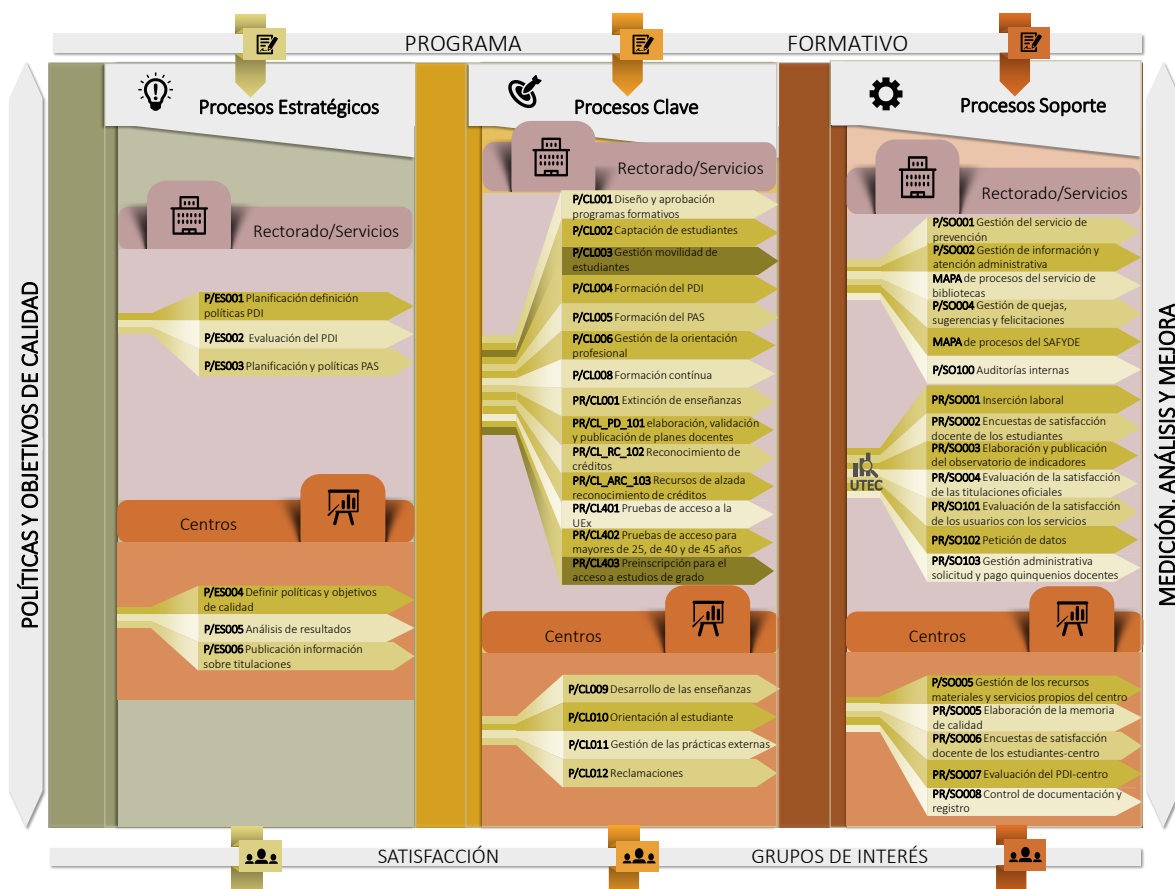 PROGRAMA FORMATIVO
POLÍTICAS Y OBJETIVOS DE CALIDAD
Procesos Estratégicos
Rectorado/Servicios
P/ES001 Planificación definición
políticas PDI
P/ES002 Evaluación del PDI
P/ES003 Planificación y políticas PAS
Centros
P/ES004 Definir políticas y objetivos
de calidad
P/ES005 Análisis de resultados
P/ES006 Publicación información
sobre titulaciones
Procesos Clave
Rectorado/Servicios
P/CL001 Diseño y aprobación
programas formativos
P/CL002 Captación de estudiantes
P/CL003 Gestión movilidad de
estudiantes
P/CL004 Formación del PDI
P/CL005 Formación del PAS
P/CL006 Gestión de la orientación
profesional
P/CL008 Formación contínua
PR/CL001 Extinción de enseñanzas
PR/CL_PD_101 elaboración, validación
y publicación de planes docentes
PR/CL_RC_102 Reconocimiento de
créditos
PR/CL_ARC_103 Recursos de alzada
reconocimiento de créditos
PR/CL401 Pruebas de acceso a la
UEx
PR/CL402 Pruebas de acceso para
mayores de 25, de 40 y de 45 años
PR/CL403 Preinscripción para el
acceso a estudios de grado
Centros
P/CL009 Desarrollo de las enseñanzas
P/CL010 Orientación al estudiante
P/CL011 Gestión de las prácticas externas
P/CL012 Reclamaciones
Procesos Soporte
Rectorado/Servicios
P/SO001 Gestión del servicio de
prevención
P/SO002 Gestión de información y
atención administrativa
MAPA de procesos del servicio de
bibliotecas
P/SO004 Gestión de quejas,
sugerencias y felicitaciones
MAPA de procesos del SAFYDE
P/SO100 Auditorías internas
UTEC
PR/SO001 Inserción laboral
PR/SO002 Encuestas de satisfacción
docente de los estudiantes
PR/SO003 Elaboración y publicación
del observatorio de indicadores
PR/SO004 Evaluación de la satisfacción
de las titulaciones oficiales
PR/SO101 Evaluación de la satisfacción
de los usuarios con los servicios
PR/SO102 Petición de datos
PR/SO103 Gestión administrativa
solicitud y pago quinquenios docentes
Centros
P/SO005 Gestión de los recursos
materiales y servicios propios del centro
PR/SO005 Elaboración de la memoria
de calidad
PR/SO006 Encuestas de satisfacción
docente de los estudiantes-centro
PR/SO007 Evaluación del PDI-centro
PR/SO008 Control de documentación y
registro
MEDICIÓN, ANÁLISIS Y MEJORA
SATISFACCIÓN GRUPOS DE INTERÉS